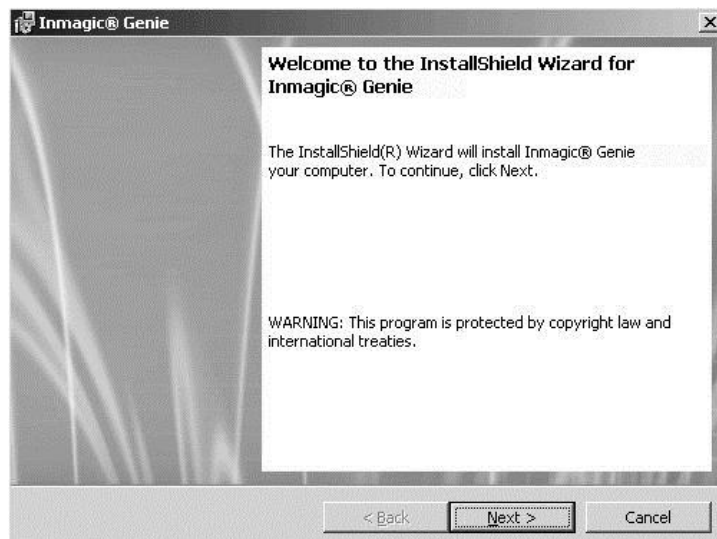 Inmagic® Genie
Welcome to the InstallShield Wizard for
Inmagic® Genie
The InstallShield(R) Wizard will install Inmagic® Genie
your computer. To continue, click Next.
WARNING: This program is protected by copyright law and
international treaties.
< Back
Next >
Cancel